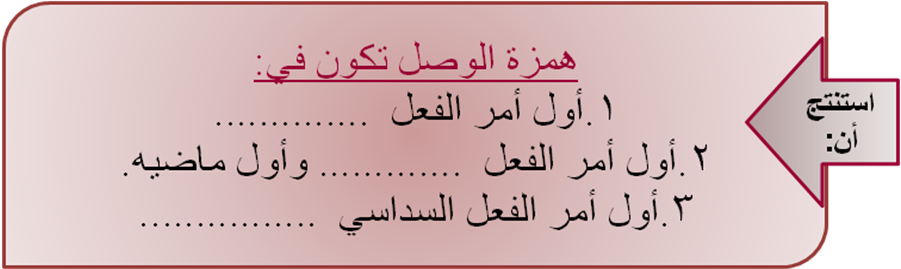 استنتج
أن:
همزة الوصل تكون في:
١.أول أمر الفعل ..............
٢.أول أمر الفعل ............. وأول ماضيه.
٣.أول أمر الفعل السداسي ................